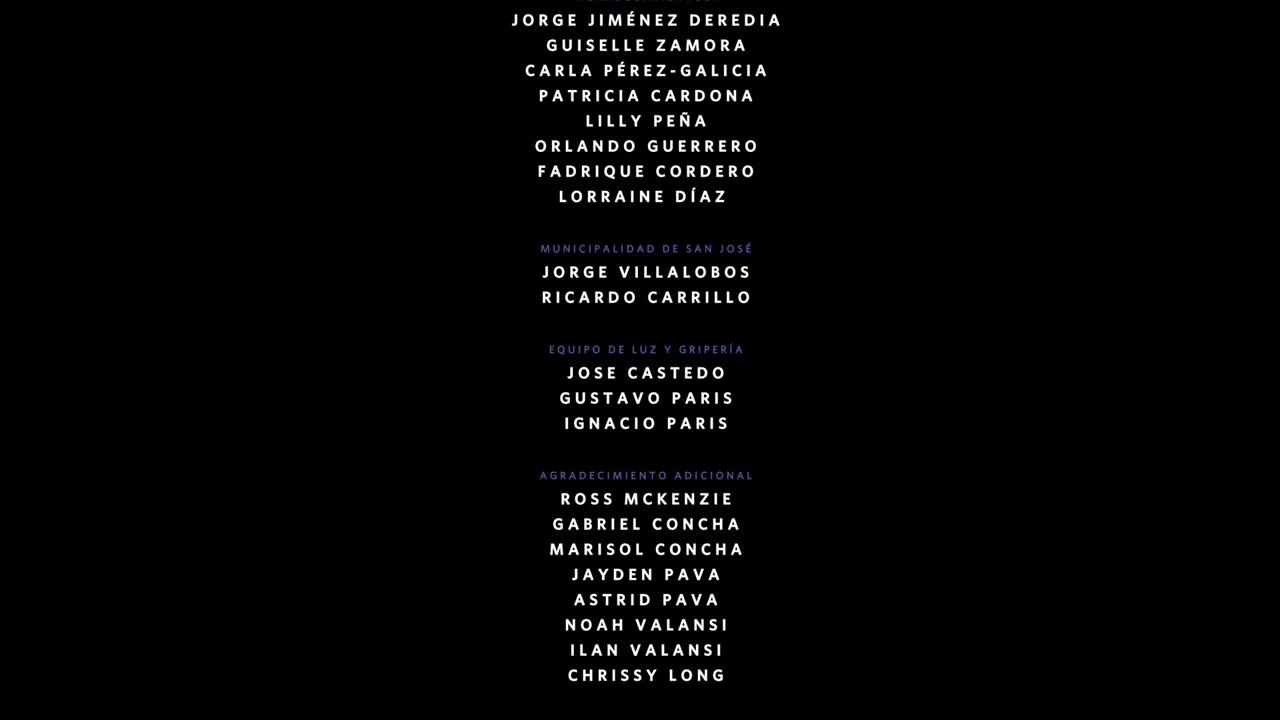 JORGE JIMÉNEZ DEREDIA
GUISELLE ZAMORA
CARLA PÉREZ-GALICIA
PATRICIA CARDONA
LILLY PEÑA
ORLANDO GUERRERO
FADRIQUE CORDERO
LORRAINE DÍAZ
MUNICIPALIDAD DE SAN JOSÉ
JORGE VILLALOBOS
RICARDO CARRILLO
EQUIPO DE LUZ Y GRIPERÍA
JOSE CASTEDO
GUSTAVO PARIS
IGNACIO PARIS
AGRADECIMIENTO ADICIONAL
ROSS MCKENZIE
GABRIEL CONCHA
MARISOL CONCHA
JAYDEN PAVA
ASTRID PAVA
NOAH VALANSI
ILAN VALANSI
CHRISSY LONG